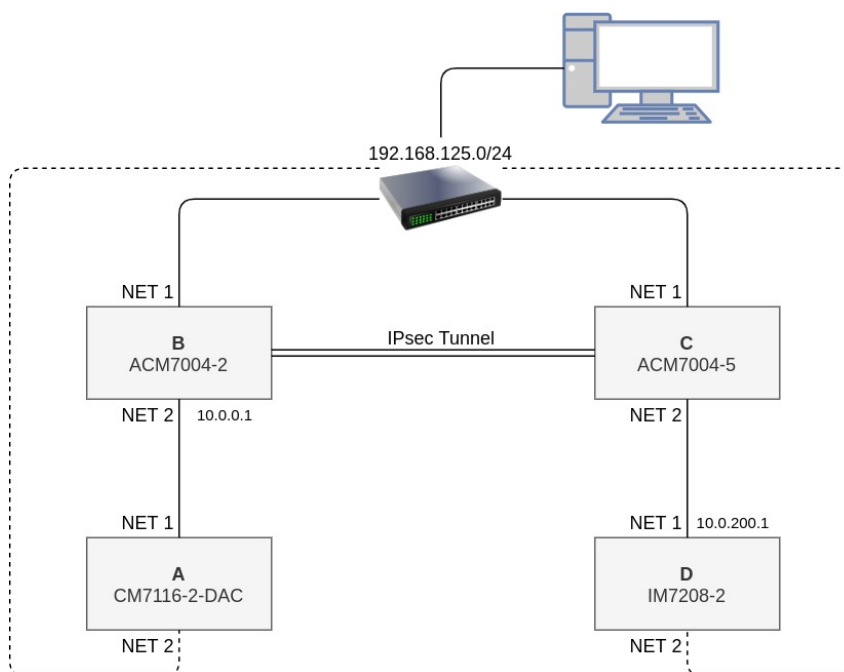 192.168.125.0/24
NET 1
NET 1
B
ACM7004-2
IPsec Tunnel
C
ACM7004-5
NET 2
10.0.0.1
NET 2
NET 1
NET 1
10.0.200.1
A
CM7116-2-DAC
D
IM7208-2
NET 2
NET 2